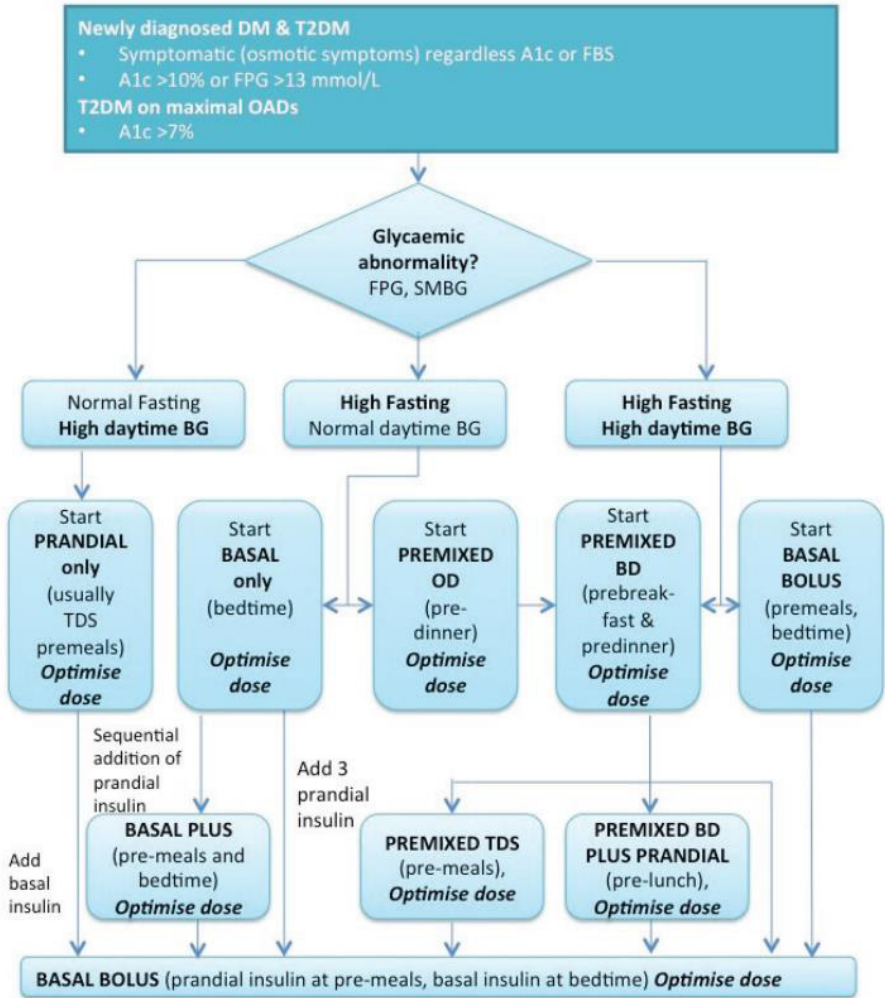 Newly diagnosed DM & T2DM
• Symptomatic (osmotic symptoms) regardless A1c or FBS
• A1c >10% or FPG >13 mmol/L
T2DM on maximal OADs
• A1c >7%
Glycaemic
abnormality?
FPG, SMBG
Normal Fasting
High daytime BG
High Fasting
Normal daytime BG
High Fasting
High daytime BG
Start
PRANDIAL
only
(usually
TDS
premeals)
Optimise
dose
Start
BASAL
only
(bedtime)
Optimise
dose
Start
PREMIXED
OD
(pre-
dinner)
Optimise
dose
Start
PREMIXED
BD
(prebreak-
fast &
predinner)
Optimise
dose
Start
BASAL
BOLUS
(premeals,
bedtime)
Optimise
dose
Sequential
addition of
prandial
insulin
Add 3
prandial
insulin
Add
basal
insulin
BASAL PLUS
(pre-meals and
bedtime)
Optimise dose
PREMIXED TDS
(pre-meals),
Optimise dose
PREMIXED BD
PLUS PRANDIAL
(pre-lunch),
Optimise dose
BASAL BOLUS (prandial insulin at pre-meals, basal insulin at bedtime) Optimise dose